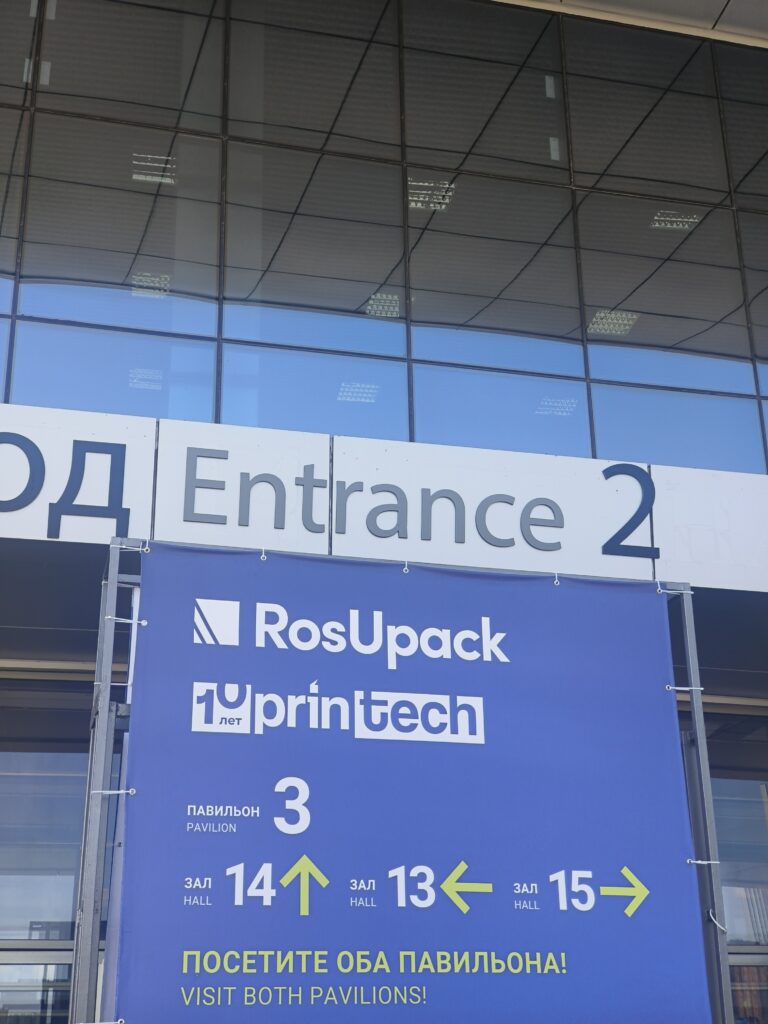 ОД Entrance 2
RosUpack
10 лет printech
ПАВИЛЬОН 3
PAVILION
ЗАЛ 14 ↑ ЗАЛ 13 ← ЗАЛ 15 →
HALL HALL HALL
ПОСЕТИТЕ ОБА ПАВИЛЬОНА!
VISIT BOTH PAVILIONS!